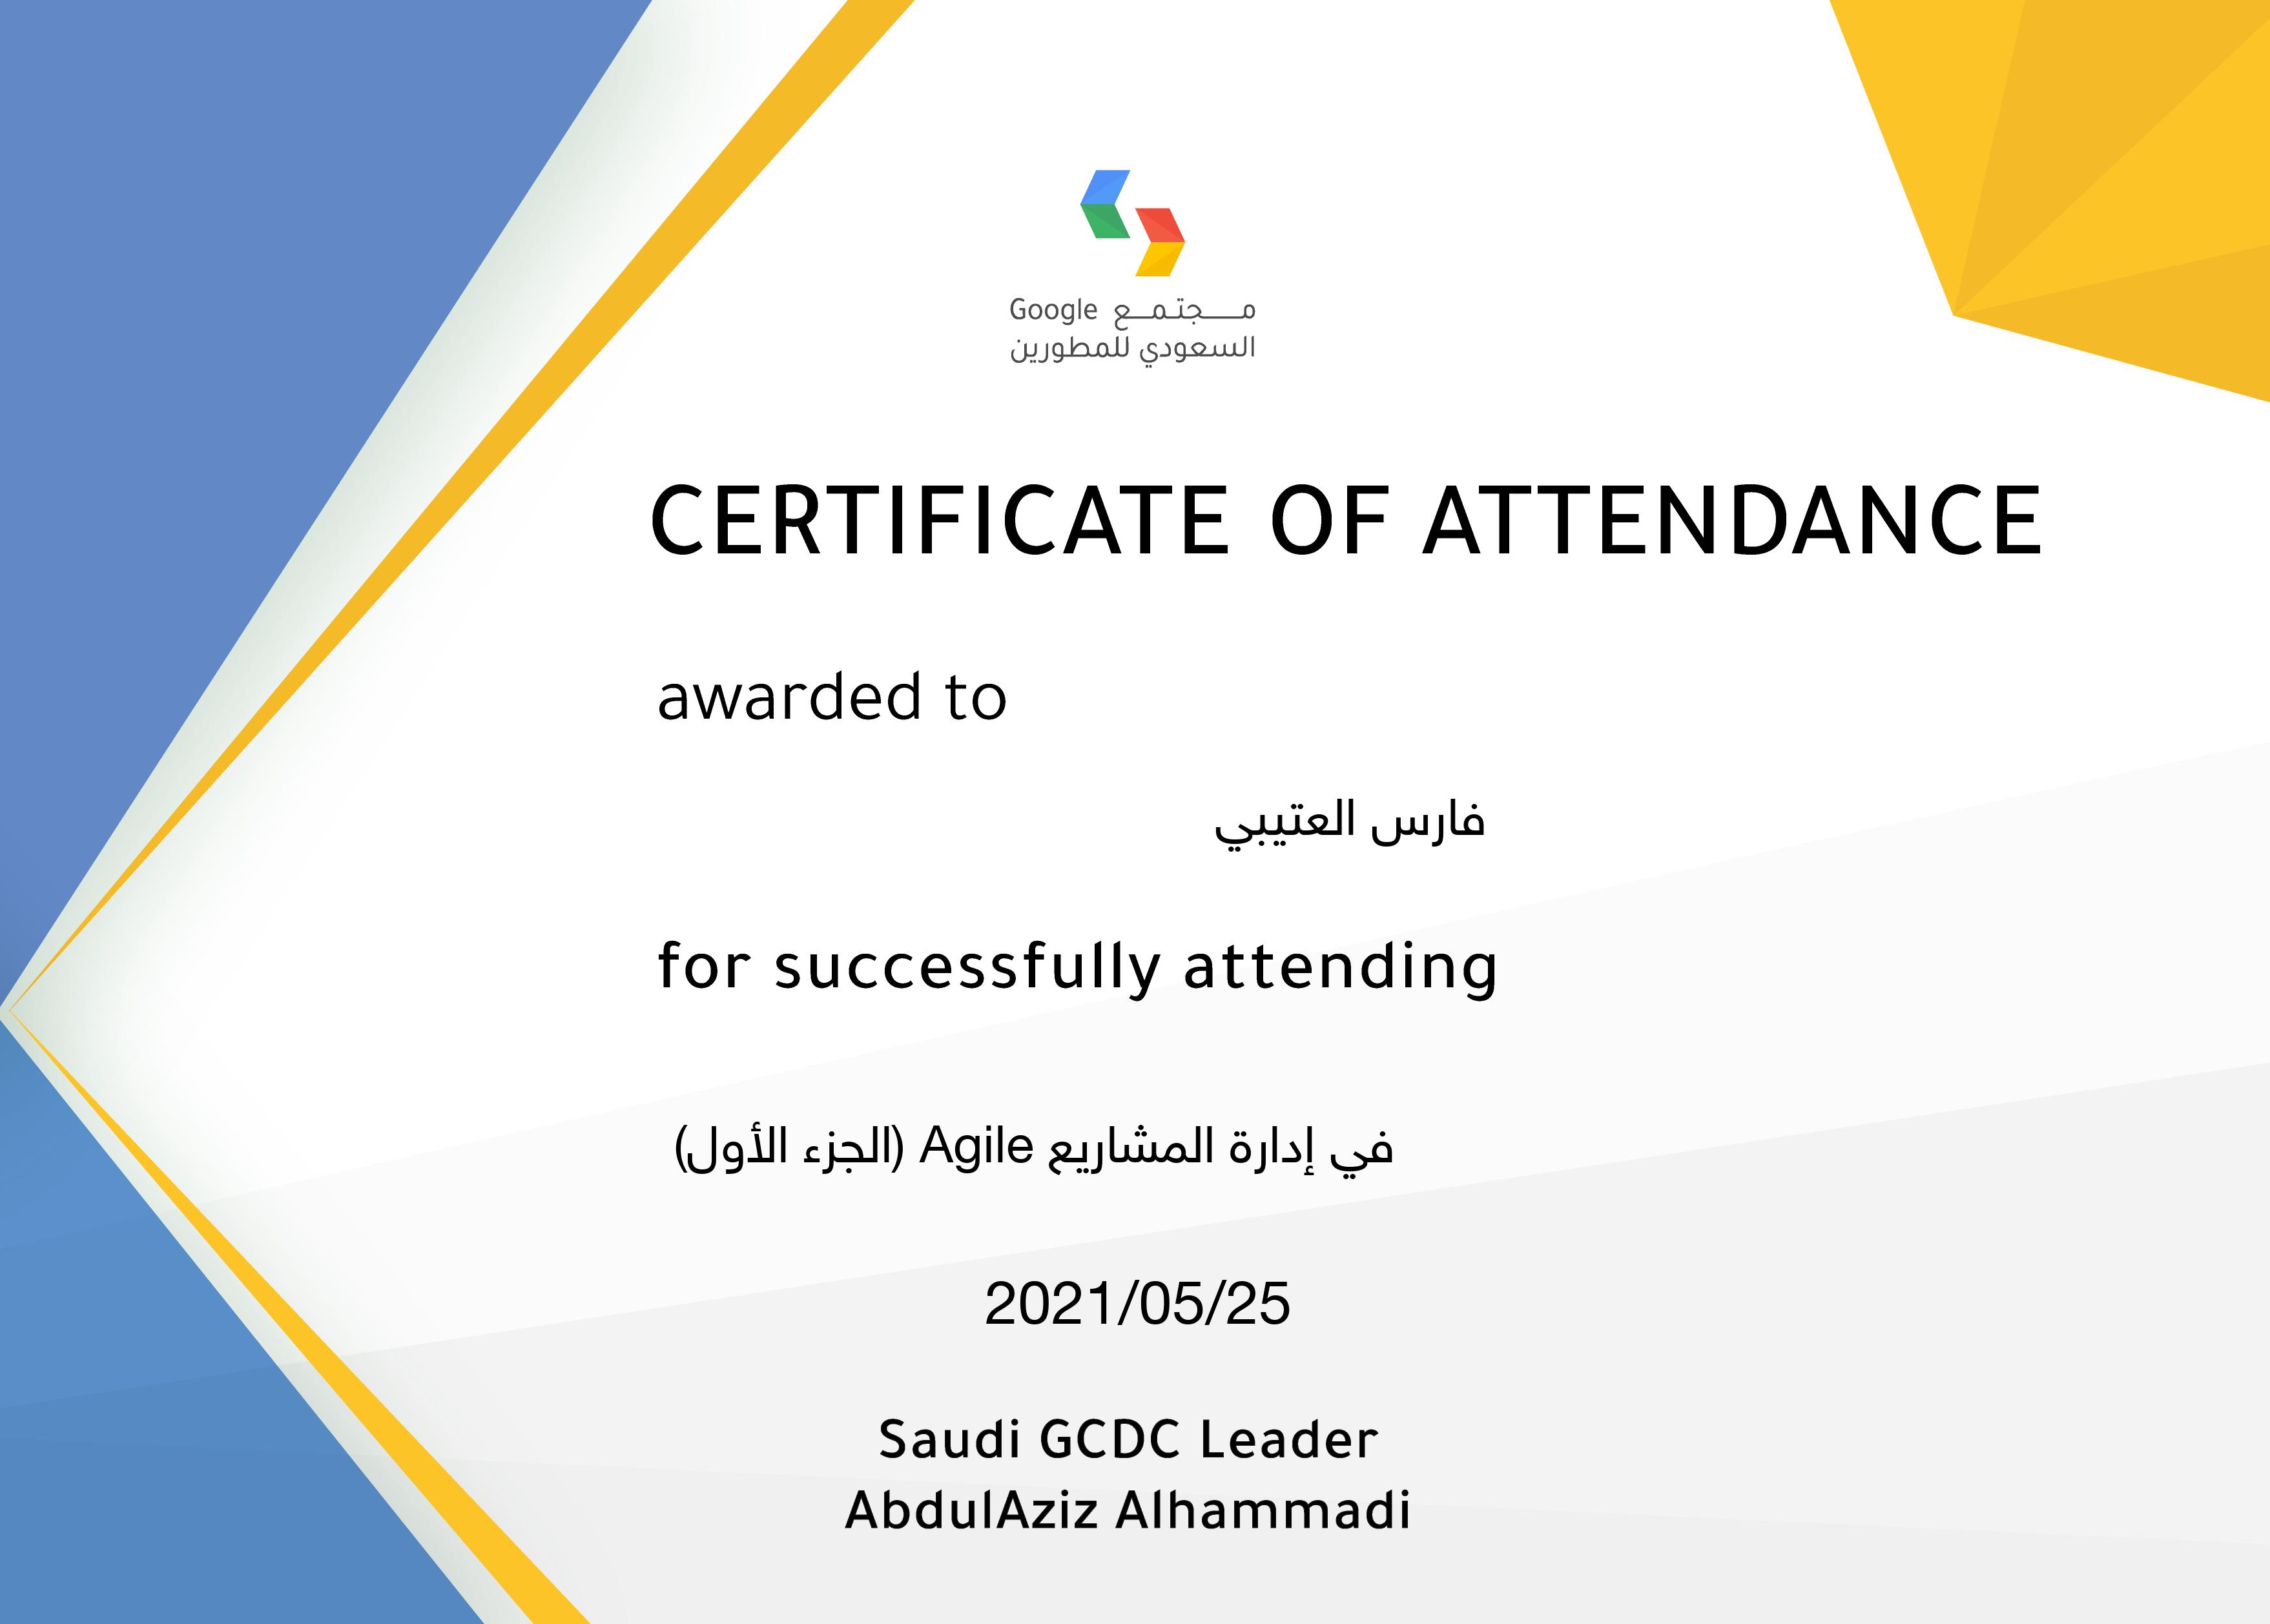 مـــجتـمـــع Google
السعودي للمطورين
CERTIFICATE OF ATTENDANCE
awarded to
فارس العتيبي
for successfully attending
في إدارة المشاريع Agile (الجزء الأول)
2021/05/25
Saudi GCDC Leader
AbdulAziz Alhammadi